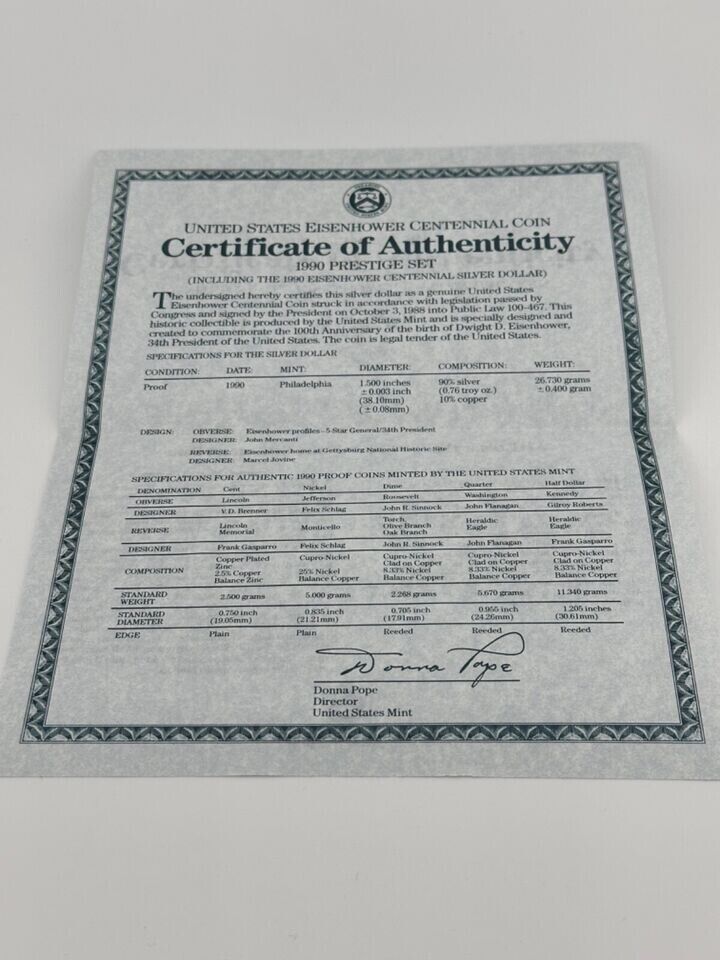 UNITED STATES EISENHOWER CENTENNIAL COIN
Certificate of Authenticity
1990 PRESTIGE SET
(INCLUDING THE 1990 EISENHOWER CENTENNIAL SILVER DOLLAR)
The undersigned hereby certifies this silver dollar as a genuine United States
Eisenhower Centennial Coin struck in accordance with legislation passed by
Congress and signed by the President on October 3, 1988 into Public Law 100-467. This
historic collectible is produced by the United States Mint and is specially designed and
created to commemorate the 100th Anniversary of the birth of Dwight D. Eisenhower,
34th President of the United States. The coin is legal tender of the United States.
SPECIFICATIONS FOR THE SILVER DOLLAR
CONDITION: DATE: MINT: DIAMETER: COMPOSITION: WEIGHT:
Proof 1990 Philadelphia 1.500 inches 90% silver 26.730 grams
± 0.003 inch (0.76 troy oz.) ± 0.400 gram
(38.10mm) 10% copper
(± 0.08mm)
DESIGN: OBVERSE: Eisenhower profiles - 5 Star General/34th President
DESIGNER: John Mercanti
REVERSE: Eisenhower home at Gettysburg National Historic Site
DESIGNER: Marcel Jovine
SPECIFICATIONS FOR AUTHENTIC 1990 PROOF COINS MINTED BY THE UNITED STATES MINT
DENOMINATION Cent Nickel Dime Quarter Half Dollar
OBVERSE Lincoln Jefferson Roosevelt Washington Kennedy
DESIGNER V.D. Brenner Felix Schlag John R. Sinnock John Flanagan Gilroy Roberts
REVERSE Lincoln Memorial Monticello Torch, Olive Branch Oak Branch Heraldic Eagle Heraldic Eagle
DESIGNER Frank Gasparro Felix Schlag John R. Sinnock John Flanagan Frank Gasparro
COMPOSITION Copper Plated Zinc 2.5% Copper Balance Zinc Cupro-Nickel 25% Nickel Balance Copper Cupro-Nickel Clad on Copper 8.33% Nickel Balance Copper Cupro-Nickel Clad on Copper 8.33% Nickel Balance Copper Cupro-Nickel Clad on Copper 8.33% Nickel Balance Copper
STANDARD WEIGHT 2.500 grams 5.000 grams 2.268 grams 5.670 grams 11.340 grams
STANDARD DIAMETER 0.750 inch (19.05mm) 0.835 inch (21.21mm) 0.705 inch (17.91mm) 0.955 inch (24.26mm) 1.205 inches (30.61mm)
EDGE Plain Plain Reeded Reeded Reeded
Donna Pope
Donna Pope
Director
United States Mint